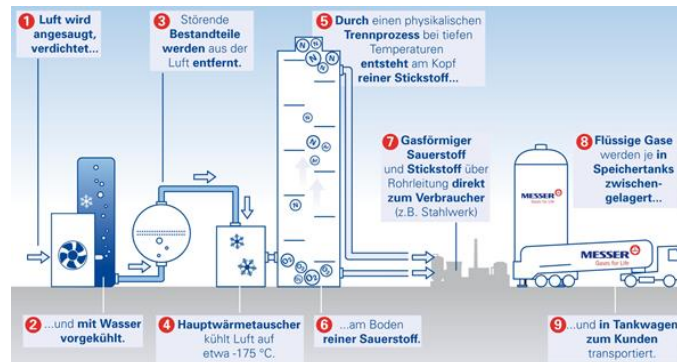 1 Luft wird
angesaugt,
verdichtet...
3 Störende
Bestandteile
werden aus der
Luft entfernt.
5 Durch einen physikalischen
Trennprozess bei tiefen
Temperaturen
entsteht am Kopf
reiner Stickstoff...
7 Gasförmiger
Sauerstoff
und Stickstoff über
Rohrleitung direkt
zum Verbraucher
(z.B. Stahlwerk)
8 Flüssige Gase
werden je in
Speichertanks
zwischen-
gelagert...
MESSER
Gases for Life
MESSER
Gases for Life
N
N
N
N
N
O2
O2
O2
2 ...und mit Wasser
vorgekühlt.
4 Hauptwärmetauscher
kühlt Luft auf
etwa -175 °C.
6 ...am Boden
reiner Sauerstoff.
9 ...und in Tankwagen
zum Kunden
transportiert.